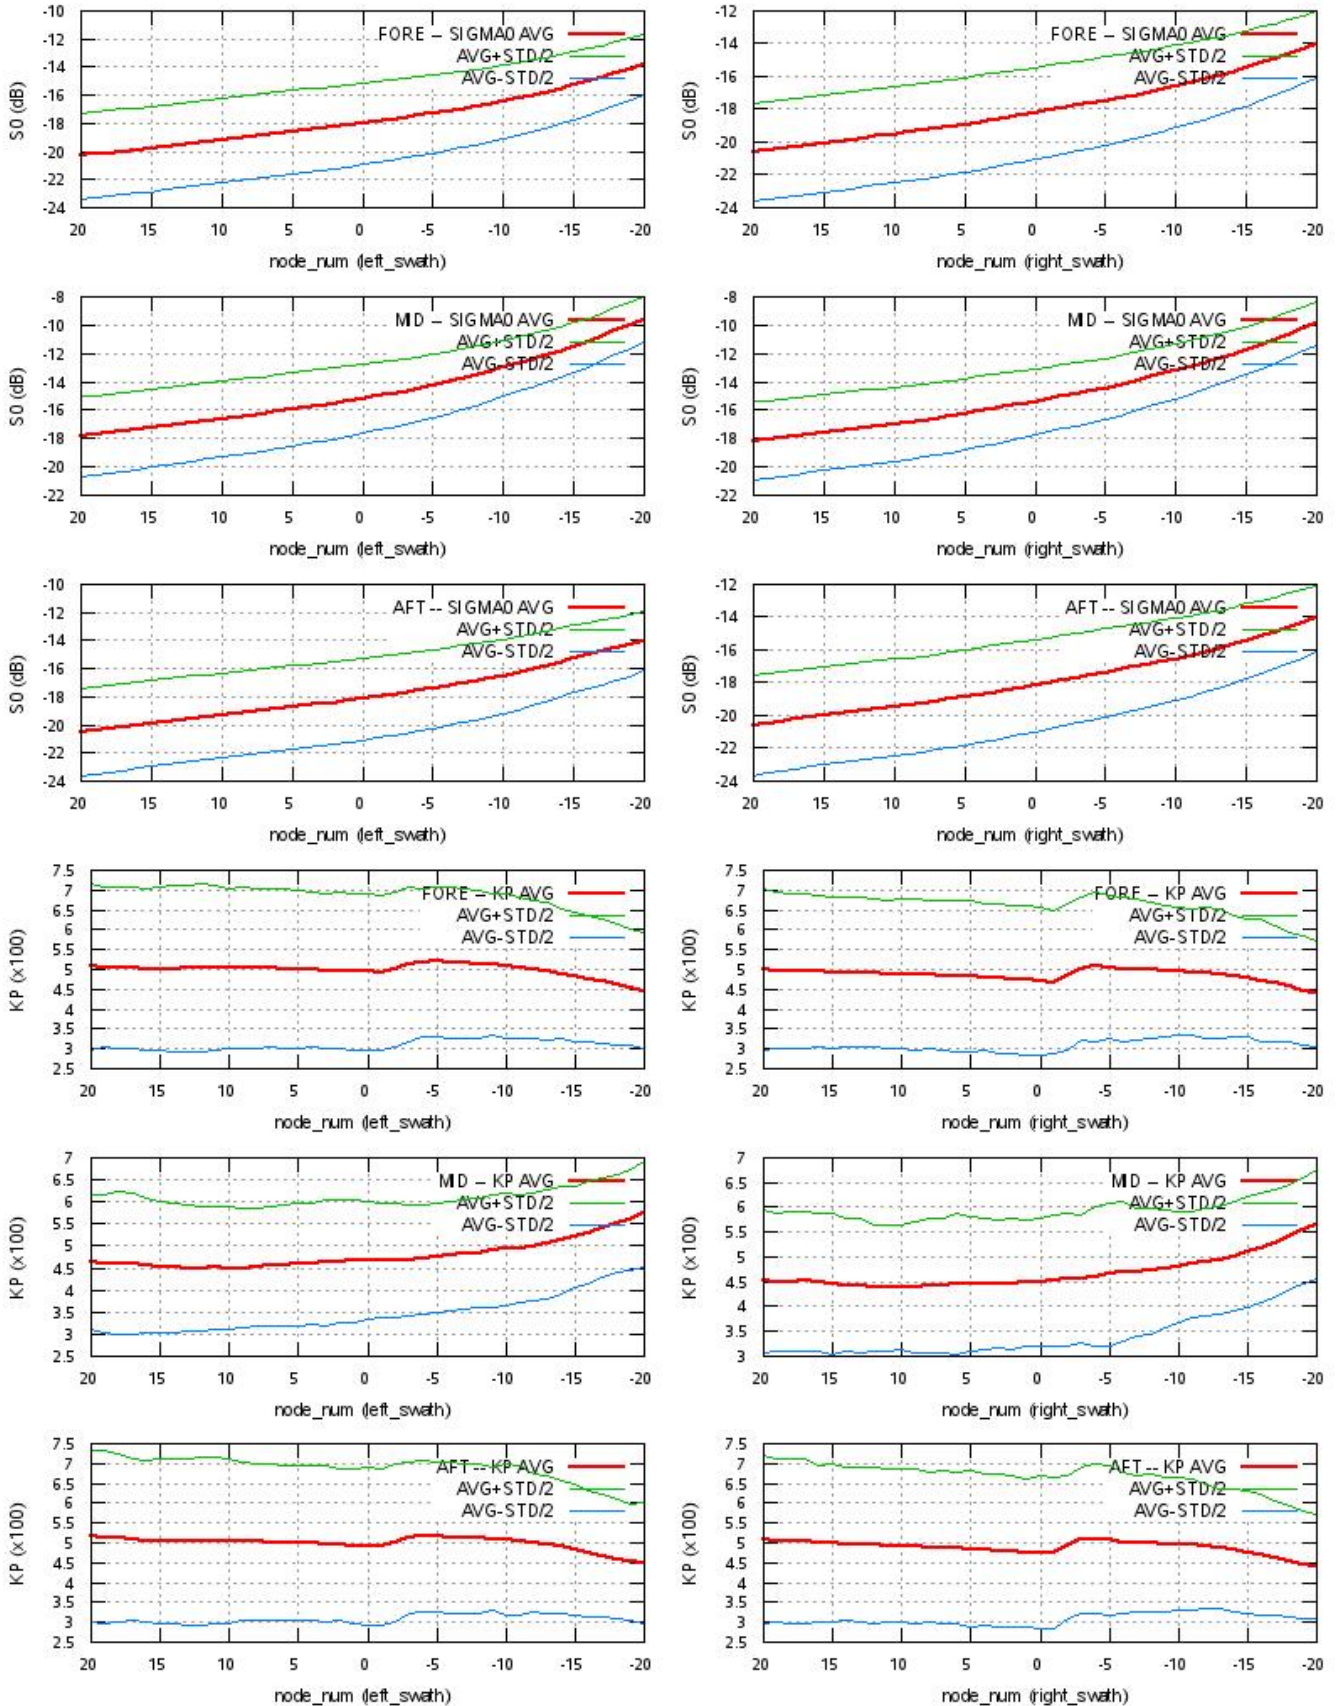 -10
-12
-14
-16
-18
-20
-22
-24
S0 (dB)
FORE -- SIGMA0 AVG
AVG+STD/2
AVG-STD/2
20 15 10 5 0 -5 -10 -15 -20
node_num (left_swath)
-12
-14
-16
-18
-20
-22
-24
S0 (dB)
FORE -- SIGMA0 AVG
AVG+STD/2
AVG-STD/2
20 15 10 5 0 -5 -10 -15 -20
node_num (right_swath)
-8
-10
-12
-14
-16
-18
-20
-22
S0 (dB)
MID -- SIGMA0 AVG
AVG+STD/2
AVG-STD/2
20 15 10 5 0 -5 -10 -15 -20
node_num (left_swath)
-8
-10
-12
-14
-16
-18
-20
-22
S0 (dB)
MID -- SIGMA0 AVG
AVG+STD/2
AVG-STD/2
20 15 10 5 0 -5 -10 -15 -20
node_num (right_swath)
-10
-12
-14
-16
-18
-20
-22
-24
S0 (dB)
AFT -- SIGMA0 AVG
AVG+STD/2
AVG-STD/2
20 15 10 5 0 -5 -10 -15 -20
node_num (left_swath)
-12
-14
-16
-18
-20
-22
-24
S0 (dB)
AFT -- SIGMA0 AVG
AVG+STD/2
AVG-STD/2
20 15 10 5 0 -5 -10 -15 -20
node_num (right_swath)
7.5
7
6.5
6
5.5
5
4.5
4
3.5
3
2.5
KP (x100)
FORE -- KP AVG
AVG+STD/2
AVG-STD/2
20 15 10 5 0 -5 -10 -15 -20
node_num (left_swath)
7.5
7
6.5
6
5.5
5
4.5
4
3.5
3
2.5
KP (x100)
FORE -- KP AVG
AVG+STD/2
AVG-STD/2
20 15 10 5 0 -5 -10 -15 -20
node_num (right_swath)
7
6.5
6
5.5
5
4.5
4
3.5
3
2.5
KP (x100)
MID -- KP AVG
AVG+STD/2
AVG-STD/2
20 15 10 5 0 -5 -10 -15 -20
node_num (left_swath)
7
6.5
6
5.5
5
4.5
4
3.5
3
KP (x100)
MID -- KP AVG
AVG+STD/2
AVG-STD/2
20 15 10 5 0 -5 -10 -15 -20
node_num (right_swath)
7.5
7
6.5
6
5.5
5
4.5
4
3.5
3
2.5
KP (x100)
AFT -- KP AVG
AVG+STD/2
AVG-STD/2
20 15 10 5 0 -5 -10 -15 -20
node_num (left_swath)
7.5
7
6.5
6
5.5
5
4.5
4
3.5
3
2.5
KP (x100)
AFT -- KP AVG
AVG+STD/2
AVG-STD/2
20 15 10 5 0 -5 -10 -15 -20
node_num (right_swath)